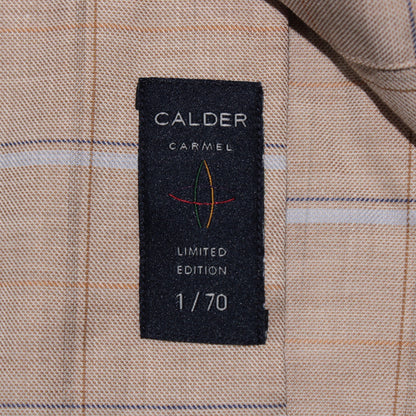 CALDER
CARMEL
LIMITED
EDITION
1/70